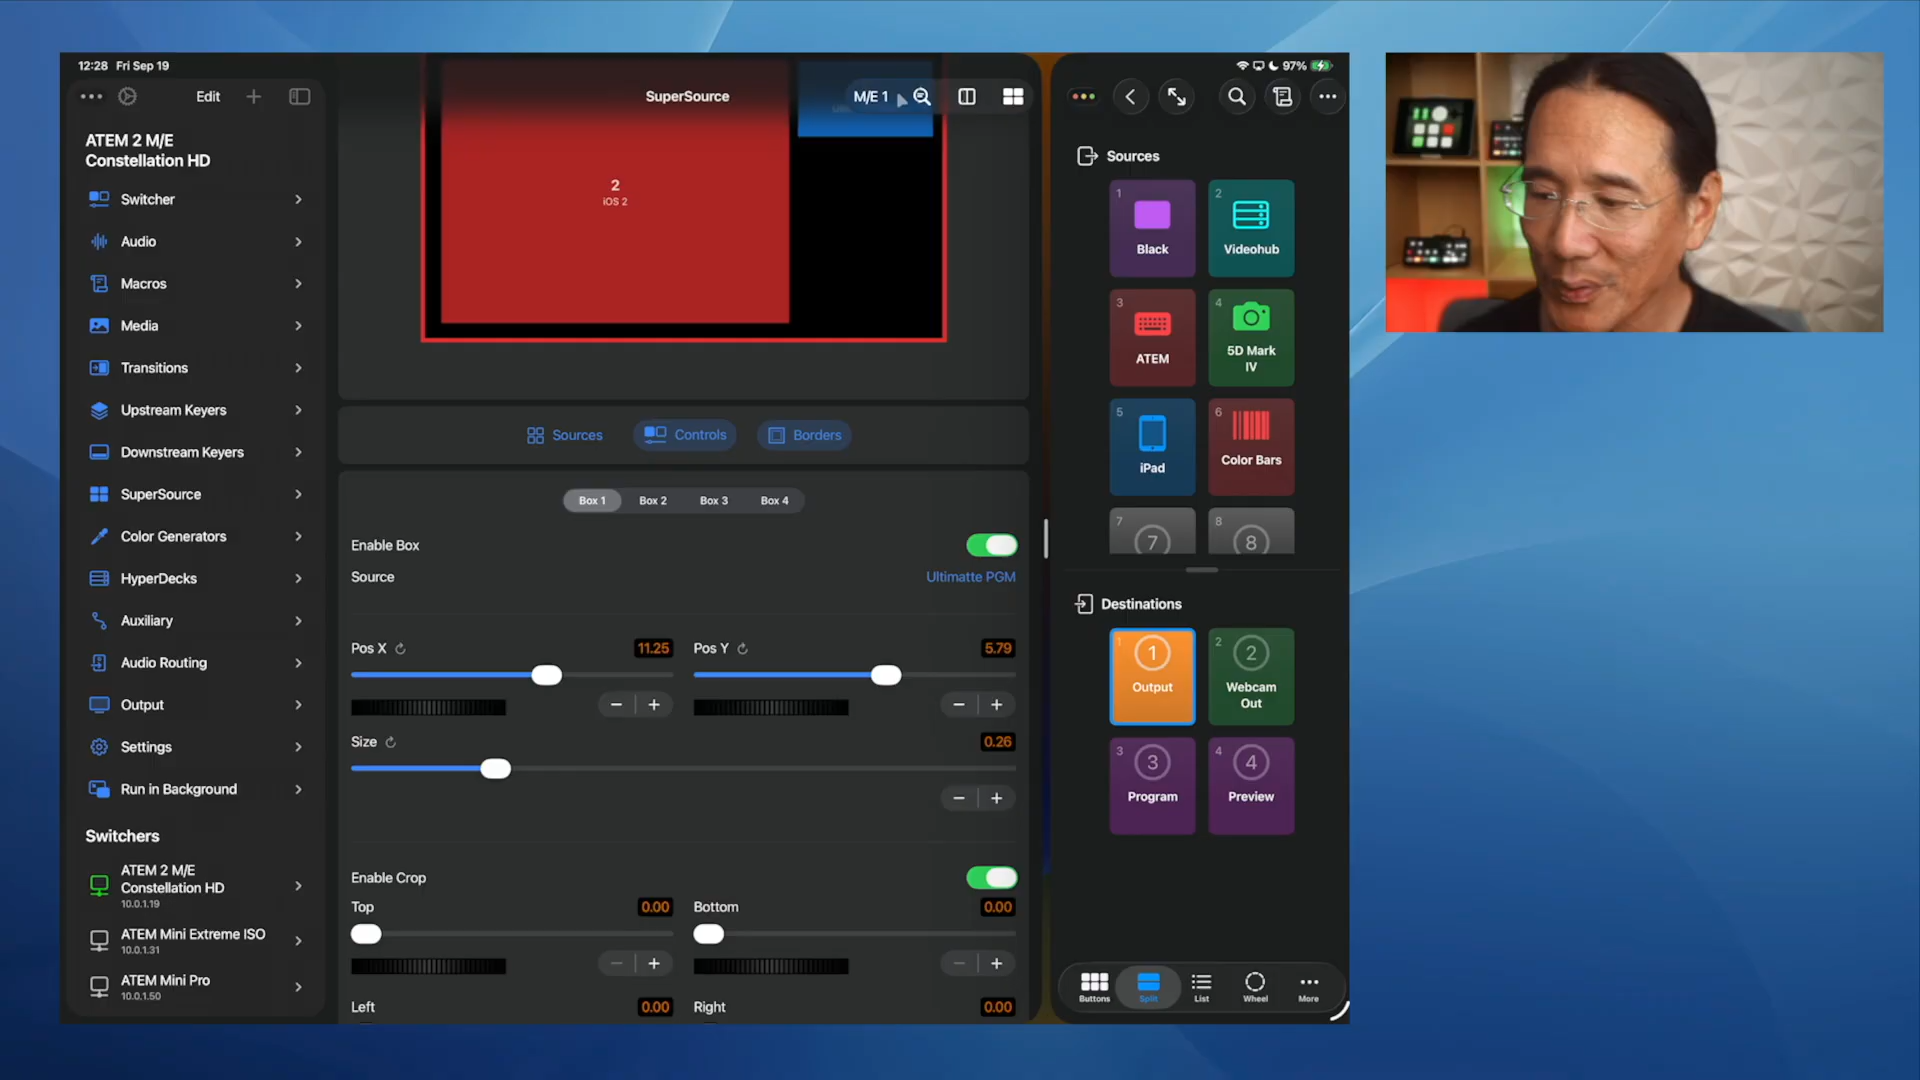 12:28 Fri Sep 19
97%
Edit
SuperSource
M/E 1
ATEM 2 M/E
Constellation HD
Switcher
Audio
Macros
Media
Transitions
Upstream Keyers
Downstream Keyers
SuperSource
Color Generators
HyperDecks
Auxiliary
Audio Routing
Output
Settings
Run in Background
Switchers
ATEM 2 M/E
Constellation HD
10.0.1.19
ATEM Mini Extreme ISO
10.0.1.31
ATEM Mini Pro
10.0.1.50
2
iOS 2
Sources
Controls
Borders
Box 1
Box 2
Box 3
Box 4
Enable Box
Source
Ultimatte PGM
Pos X
11.25
Pos Y
5.79
Size
0.26
Enable Crop
Top
0.00
Bottom
0.00
Left
0.00
Right
0.00
Sources
1
Black
2
Videohub
3
ATEM
4
5D Mark
IV
5
iPad
6
Color Bars
7
7
8
8
Destinations
1
1
Output
2
2
Webcam
Out
3
3
Program
4
4
Preview
Buttons
Split
List
Wheel
More